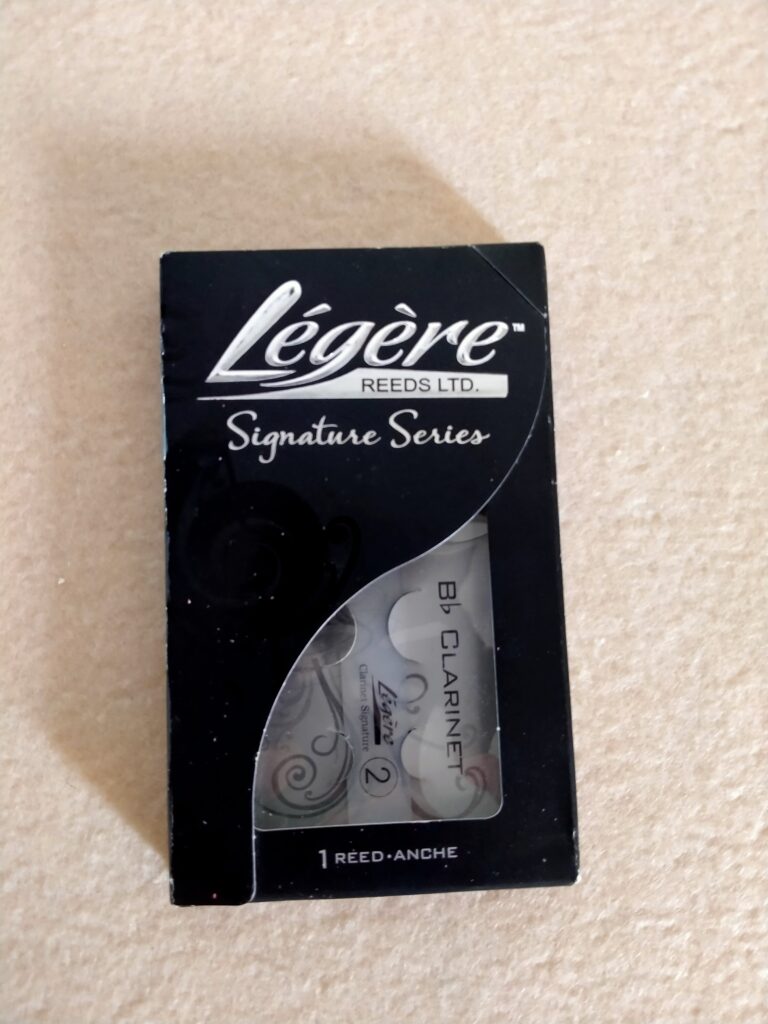 Légère™
REEDS LTD.
Signature Series
B♭ CLARINET
Légère
Clarinet Signature
2
1 REED•ANCHE